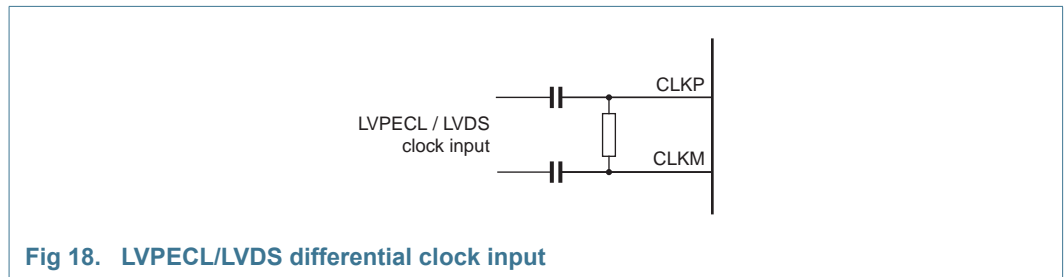 CLKP
LVPECL / LVDS
clock input
CLKM
Fig 18. LVPECL/LVDS differential clock input